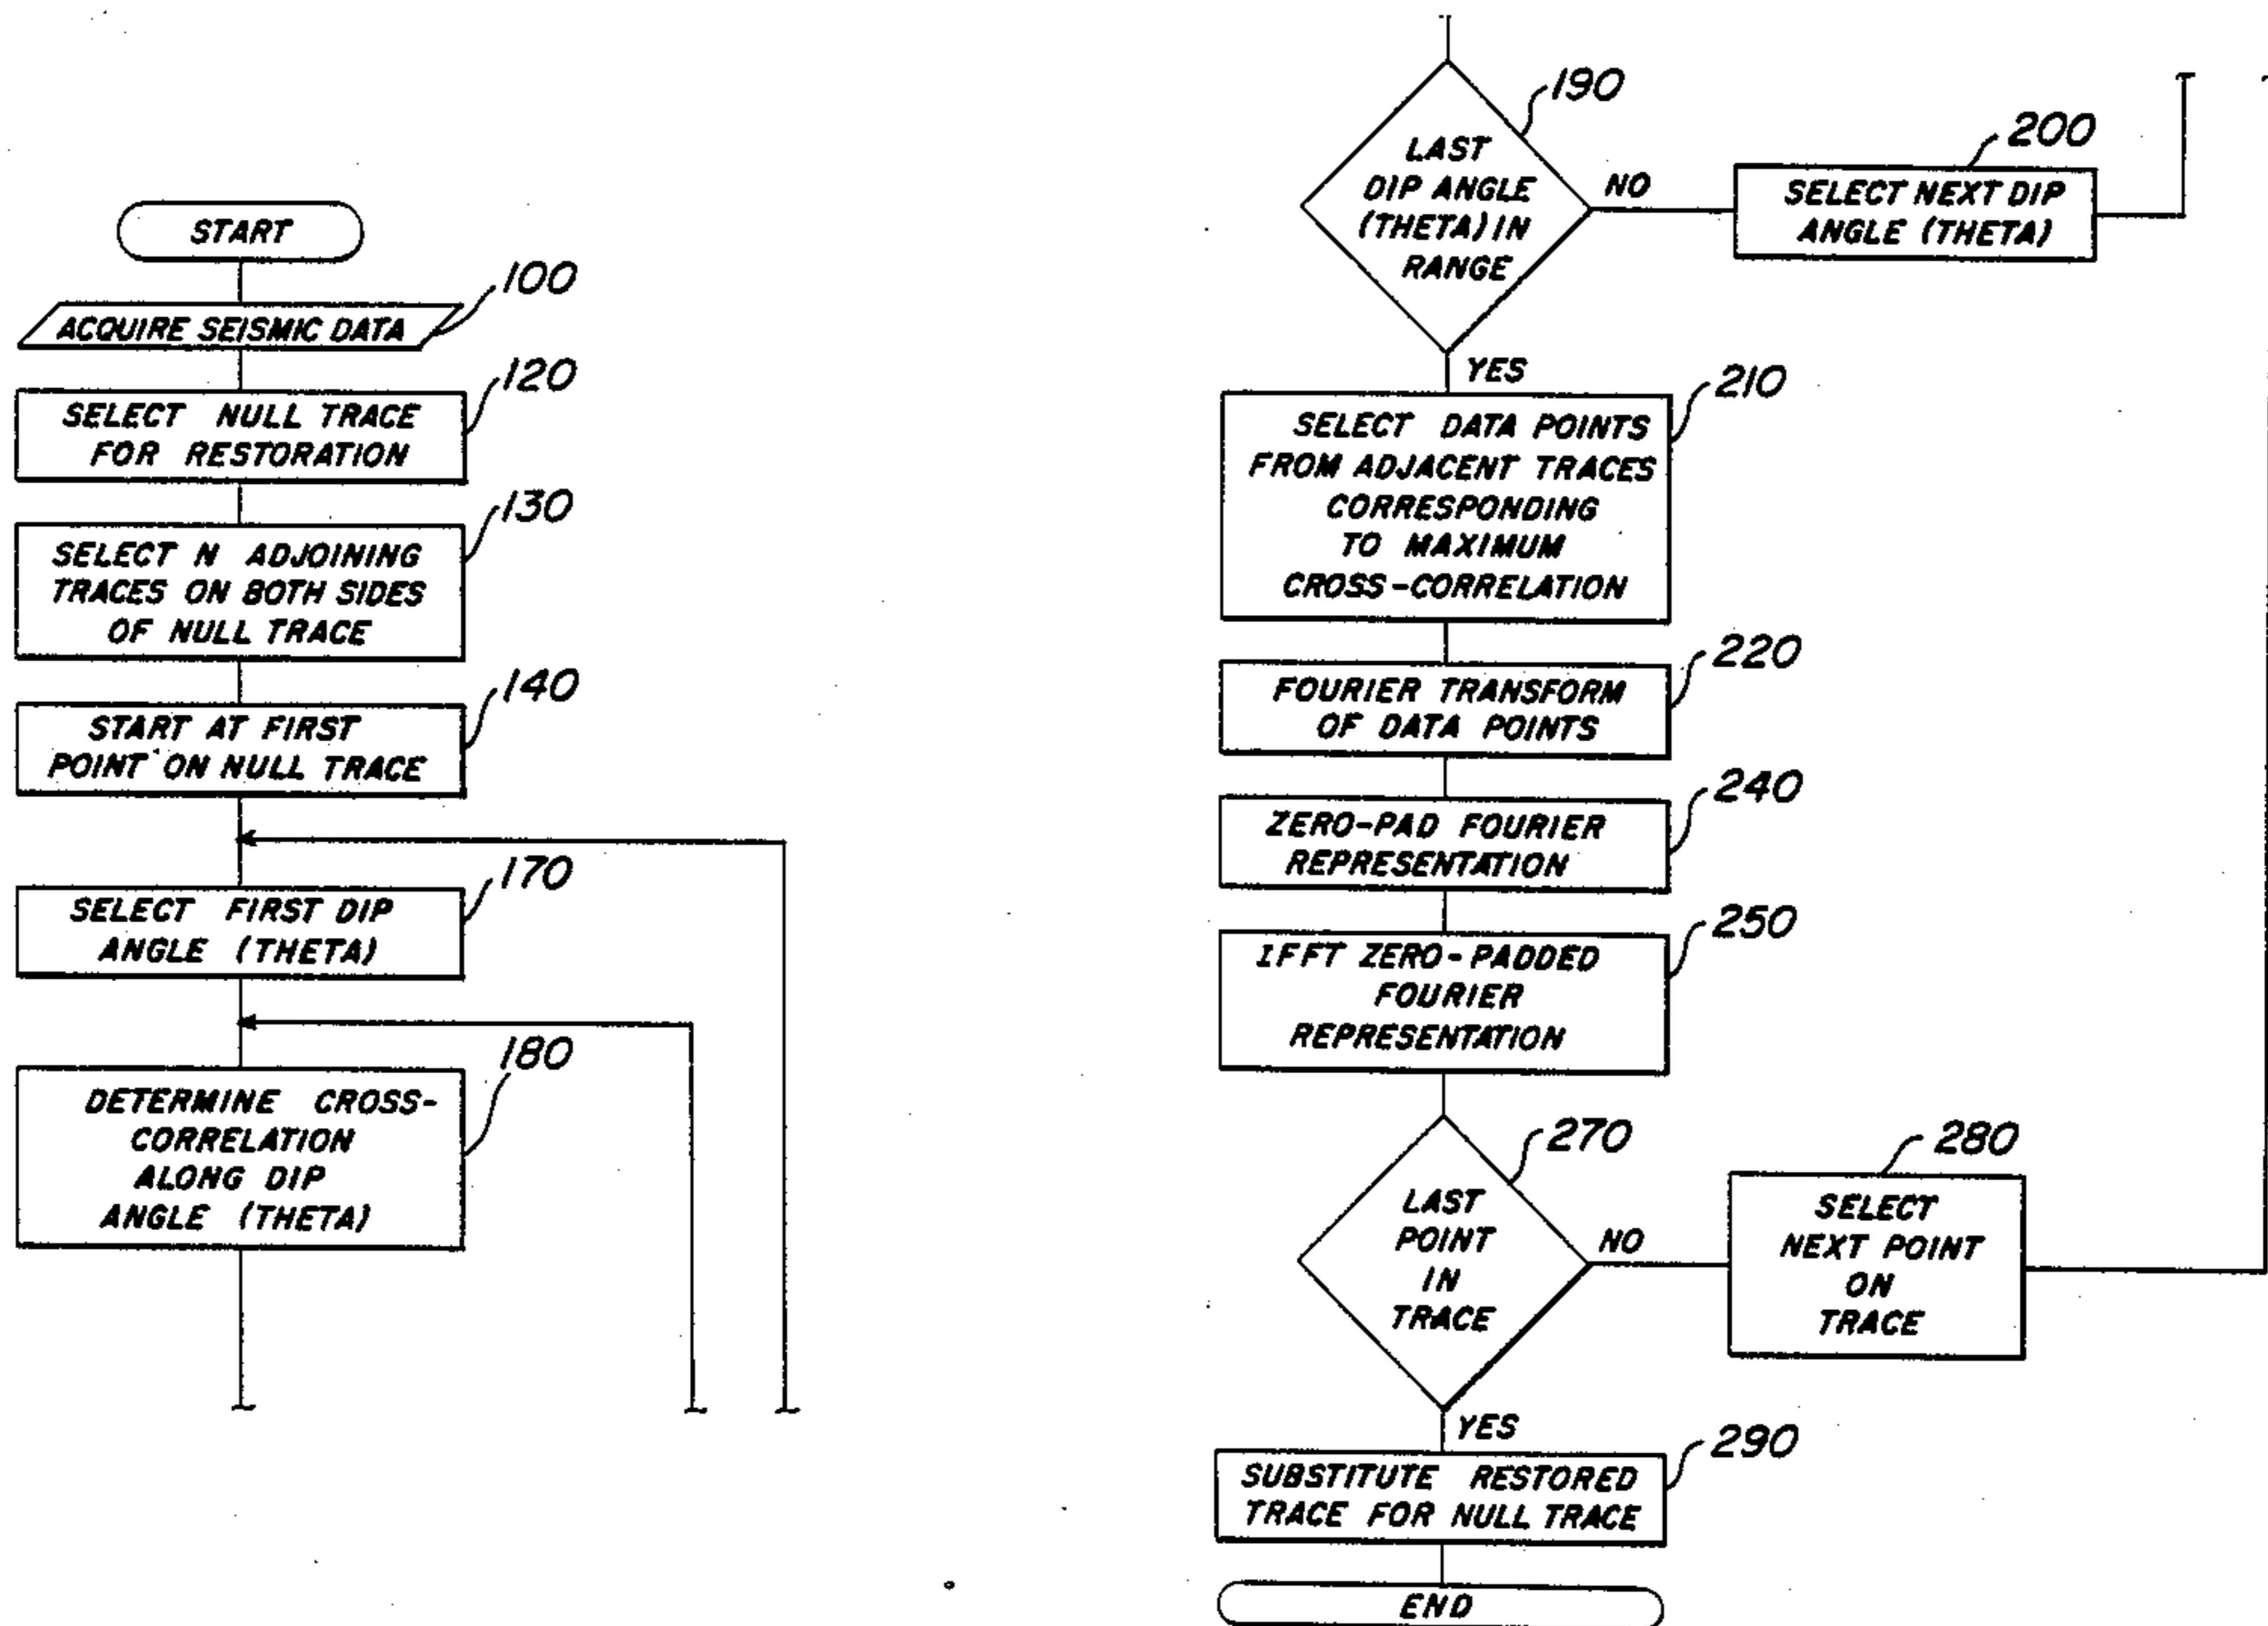 START
100
ACQUIRE SEISMIC DATA
120
SELECT NULL TRACE
FOR RESTORATION
130
SELECT N ADJOINING
TRACES ON BOTH SIDES
OF NULL TRACE
140
START AT FIRST
POINT ON NULL TRACE
170
SELECT FIRST DIP
ANGLE (THETA)
180
DETERMINE CROSS-
CORRELATION
ALONG DIP
ANGLE (THETA)
190
LAST
DIP ANGLE
(THETA) IN
RANGE
NO
200
SELECT NEXT DIP
ANGLE (THETA)
YES
210
SELECT DATA POINTS
FROM ADJACENT TRACES
CORRESPONDING
TO MAXIMUM
CROSS-CORRELATION
220
FOURIER TRANSFORM
OF DATA POINTS
240
ZERO-PAD FOURIER
REPRESENTATION
250
IFFT ZERO-PADDED
FOURIER
REPRESENTATION
270
LAST
POINT
IN
TRACE
NO
280
SELECT
NEXT POINT
ON
TRACE
YES
290
SUBSTITUTE RESTORED
TRACE FOR NULL TRACE
END